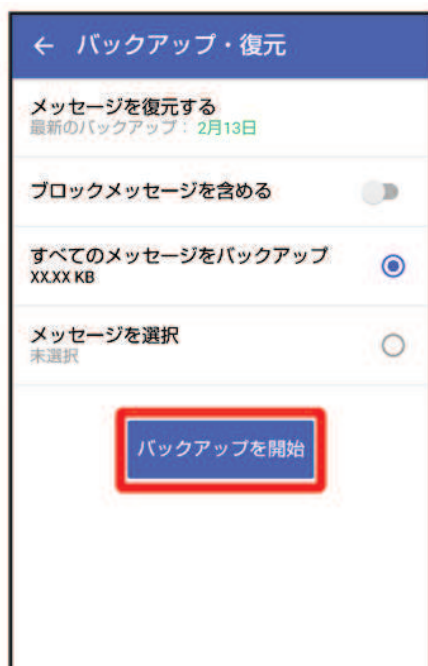 ← バックアップ・復元
メッセージを復元する
最新のバックアップ： 2月13日
ブロックメッセージを含める
すべてのメッセージをバックアップ
XX.XX KB
メッセージを選択
未選択
バックアップを開始